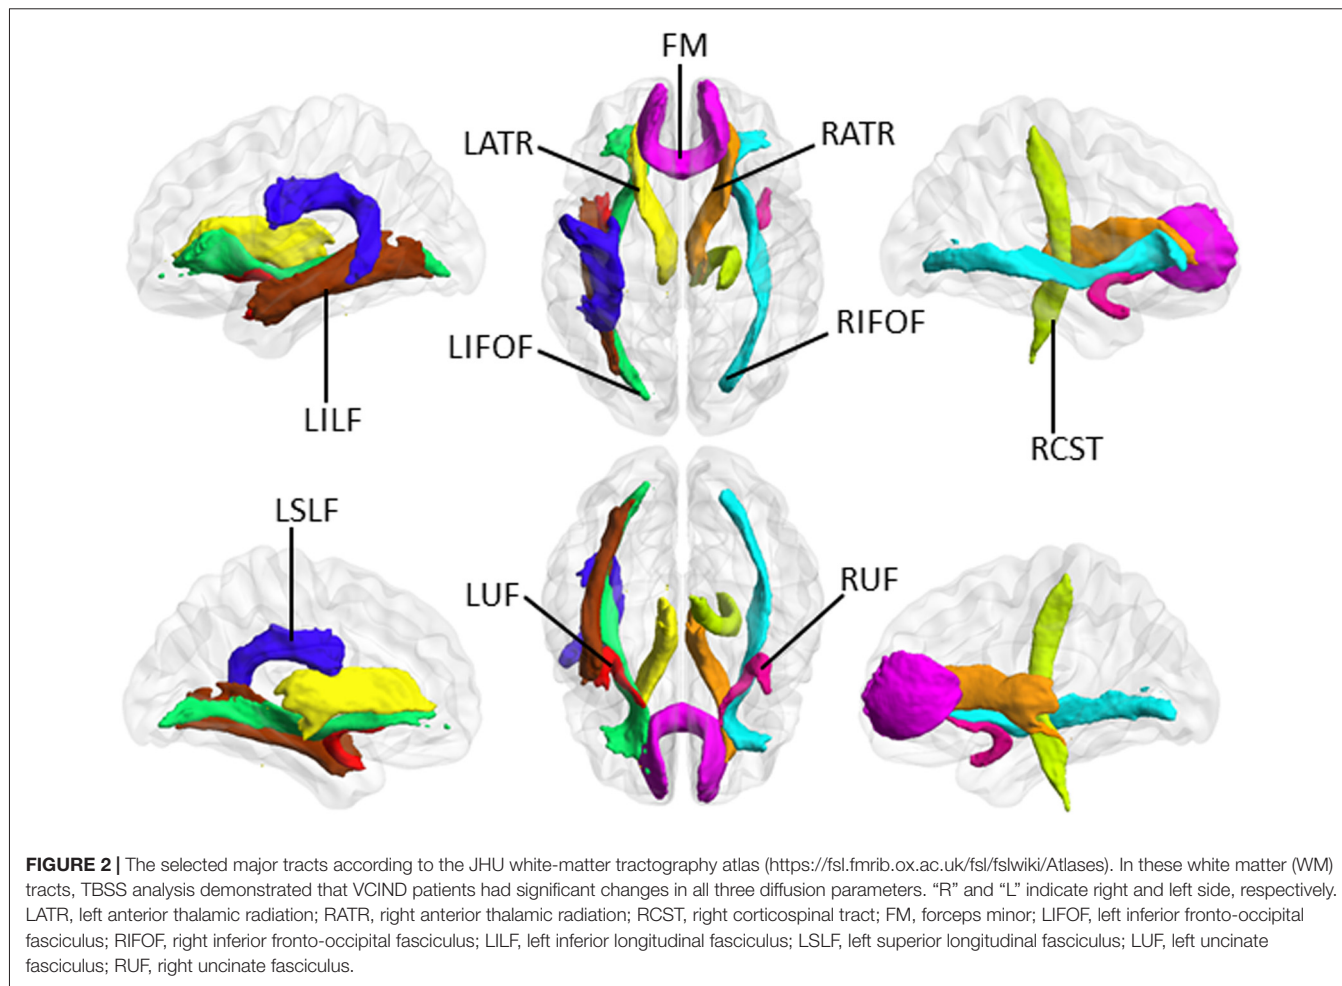 FM
LATR
RATR
LIFOF
RIFOF
LILF
RCST
LSLF
LUF
RUF
FIGURE 2 | The selected major tracts according to the JHU white-matter tractography atlas (https://fsl.fmrib.ox.ac.uk/fsl/fslwiki/Atlases). In these white matter (WM)
tracts, TBSS analysis demonstrated that VCIND patients had significant changes in all three diffusion parameters. “R” and “L” indicate right and left side, respectively.
LATR, left anterior thalamic radiation; RATR, right anterior thalamic radiation; RCST, right corticospinal tract; FM, forceps minor; LIFOF, left inferior fronto-occipital
fasciculus; RIFOF, right inferior fronto-occipital fasciculus; LILF, left inferior longitudinal fasciculus; LSLF, left superior longitudinal fasciculus; LUF, left uncinate
fasciculus; RUF, right uncinate fasciculus.